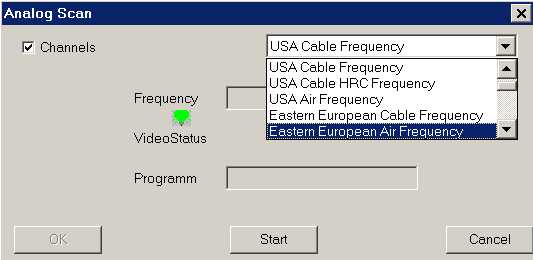 Analog Scan
Channels
USA Cable Frequency
USA Cable Frequency
USA Cable HRC Frequency
USA Air Frequency
Eastern European Cable Frequency
Eastern European Air Frequency
Frequency
VideoStatus
Programm
OK
Start
Cancel